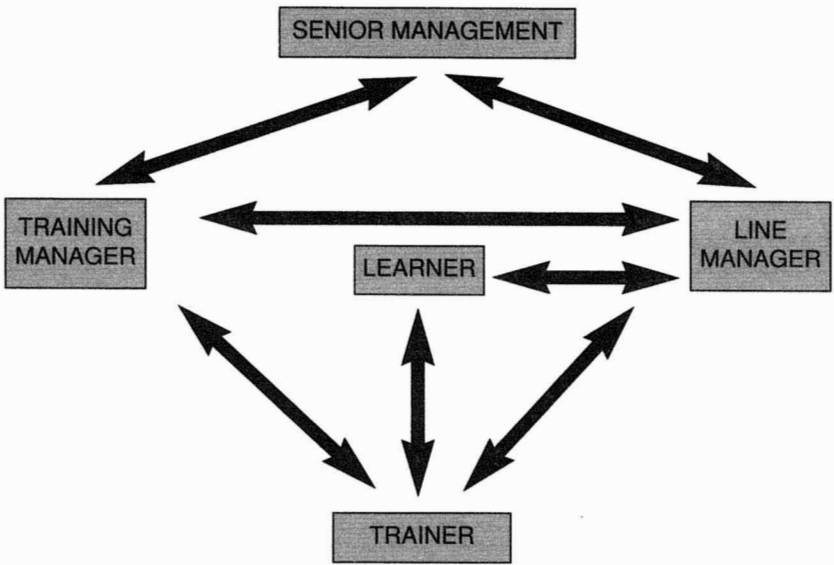 SENIOR MANAGEMENT
TRAINING
MANAGER
LINE
MANAGER
LEARNER
TRAINER